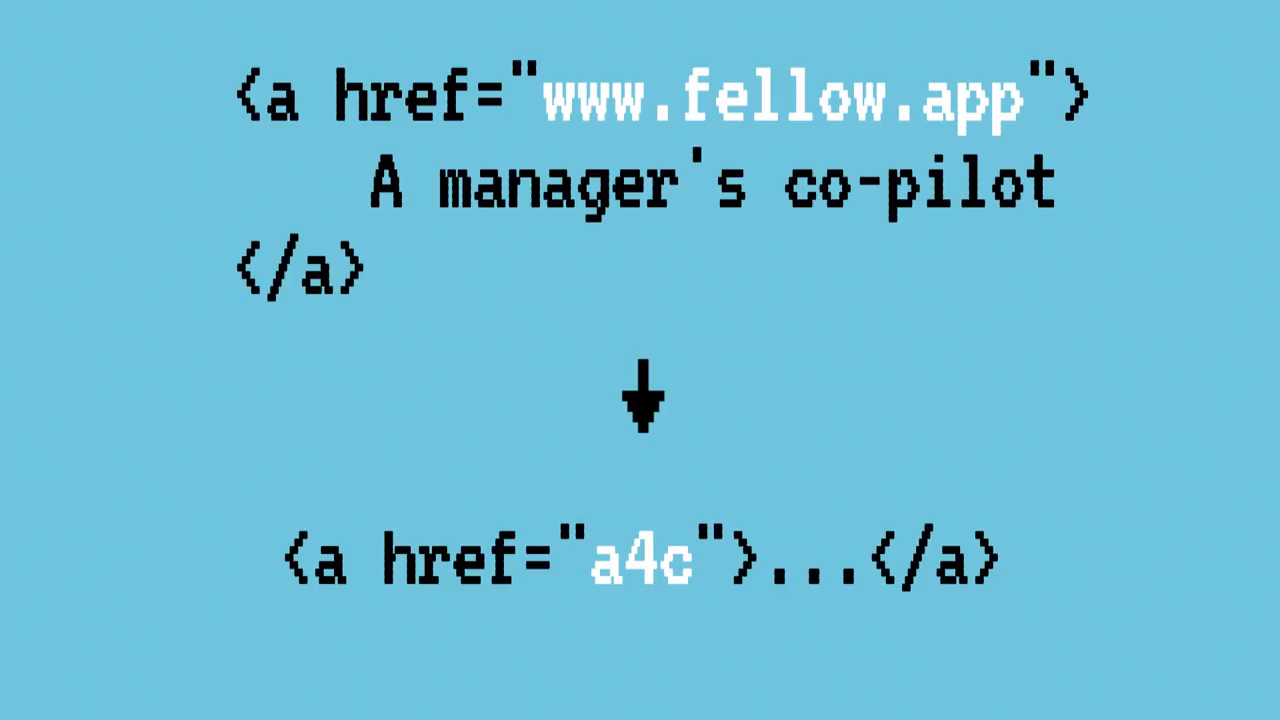 <a href="www.fellow.app">
A manager's co-pilot
</a>
<a href="a4c">...</a>